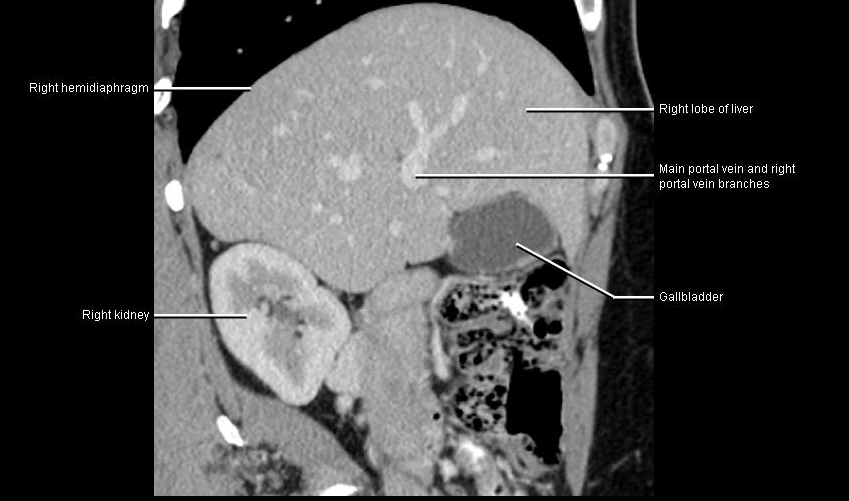 Right hemidiaphragm
Right lobe of liver
Main portal vein and right
portal vein branches
Gallbladder
Right kidney